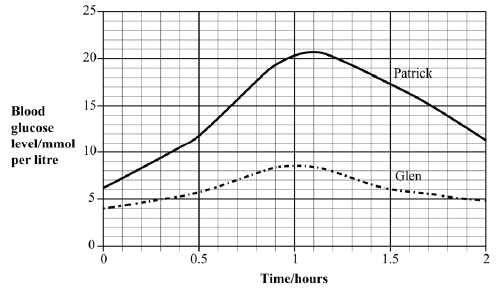 25
20
15
10
5
0
Blood
glucose
level/mmol
per litre
Patrick
Glen
0
0.5
1
1.5
2
Time/hours